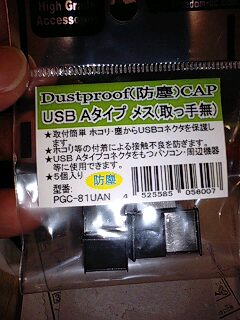 High Grade
Accessories
Dustproof(防塵)CAP
USB Aタイプ メス(取っ手無)
★取付簡単 ホコリ・塵からUSBコネクタを保護し
ます。
★ホコリ等の付着による接触不良を防ぎます。
★USB Aタイプコネクタをもつパソコン・周辺機器
等に使用できます。
★5個入り 防塵
型番:
PGC-81UAN
4 525585 058007